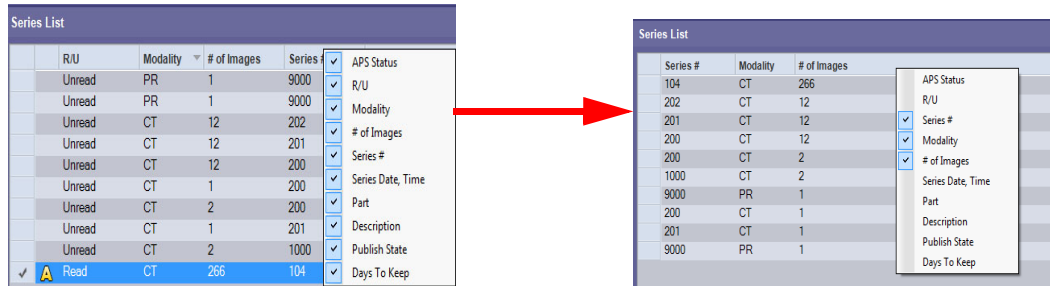 Series List
R/U Modality # of Images Series #
Unread PR 1 9000
Unread PR 1 9000
Unread CT 12 202
Unread CT 12 201
Unread CT 12 200
Unread CT 1 200
Unread CT 2 200
Unread CT 1 201
Unread CT 2 1000
A Read CT 266 104
APS Status
R/U
Modality
# of Images
Series #
Series Date, Time
Part
Description
Publish State
Days To Keep
Series List
Series # Modality # of Images
104 CT 266
202 CT 12
201 CT 12
200 CT 12
200 CT 2
1000 CT 2
9000 PR 1
200 CT 1
201 CT 1
9000 PR 1
APS Status
R/U
Series #
Modality
# of Images
Series Date, Time
Part
Description
Publish State
Days To Keep